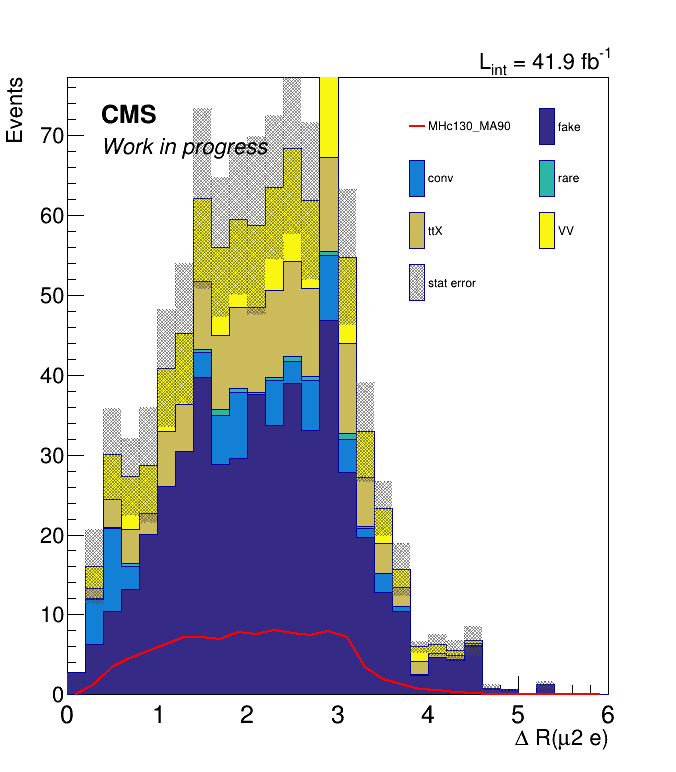 L_int = 41.9 fb^-1
Events
CMS
Work in progress
MHc130_MA90
fake
conv
rare
ttX
VV
stat error
70
60
50
40
30
20
10
0
0 1 2 3 4 5 6
Δ R(μ2 e)